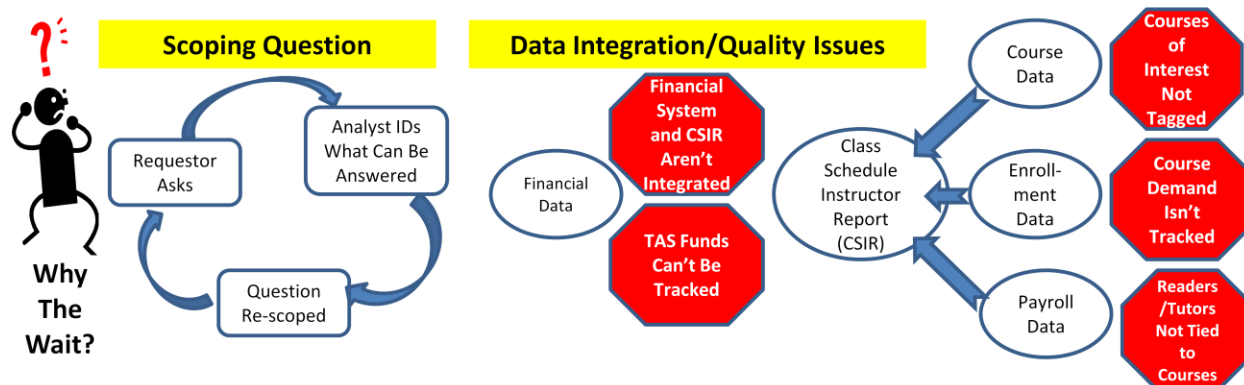 ?
Why
The
Wait?
Scoping Question
Requestor
Asks
Analyst IDs
What Can Be
Answered
Question
Re-scoped
Data Integration/Quality Issues
Financial
Data
Financial
System
and CSIR
Aren't
Integrated
TAS Funds
Can't Be
Tracked
Class
Schedule
Instructor
Report
(CSIR)
Course
Data
Courses
of
Interest
Not
Tagged
Enroll-
ment Data
Course
Demand
Isn't
Tracked
Payroll
Data
Readers
/Tutors
Not Tied
to
Courses